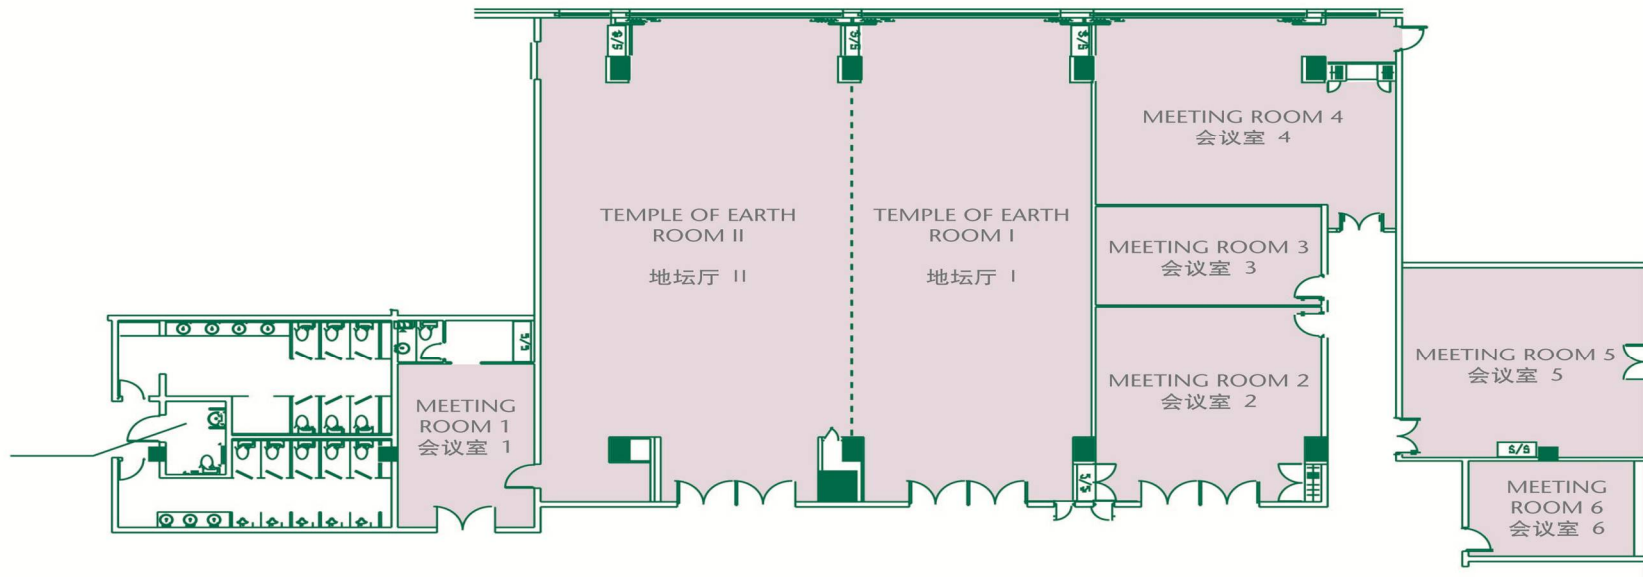 S/S
S/S
S/S
MEETING ROOM 4
会议室 4
TEMPLE OF EARTH
ROOM II
地坛厅 II
TEMPLE OF EARTH
ROOM I
地坛厅 I
MEETING ROOM 3
会议室 3
S/S
MEETING ROOM 5
会议室 5
MEETING ROOM 2
会议室 2
MEETING
ROOM 1
会议室 1
S/S
S/S
MEETING
ROOM 6
会议室 6